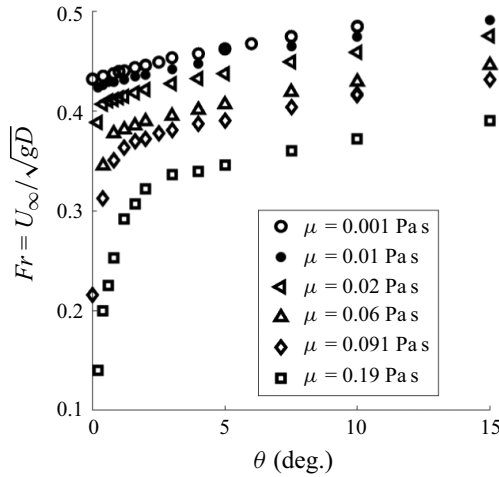 0.5
0.4
0.3
0.2
0.1
Fr = U∞/√gD
μ = 0.001 Pa s
μ = 0.01 Pa s
μ = 0.02 Pa s
μ = 0.06 Pa s
μ = 0.091 Pa s
μ = 0.19 Pa s
0 5 10 15
θ (deg.)